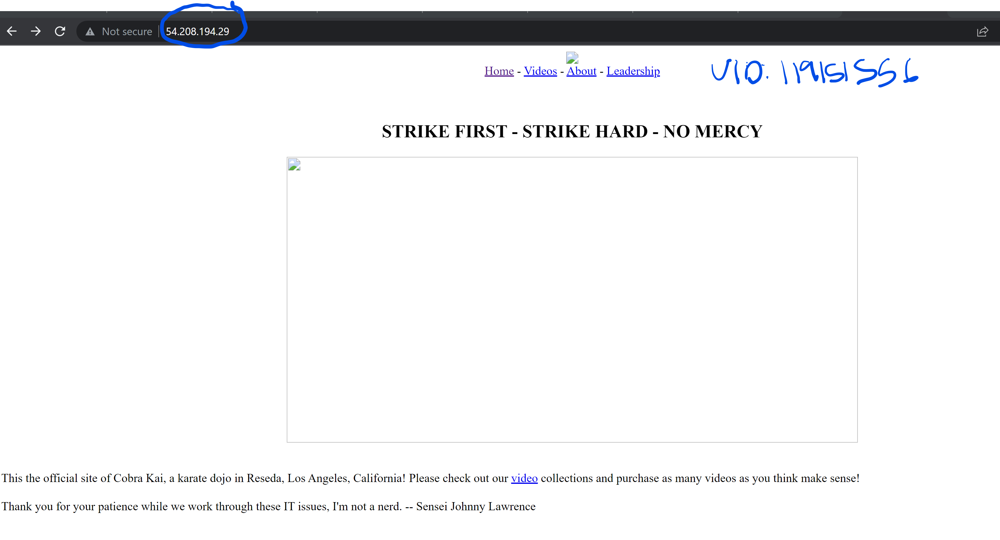 Not secure 54.208.194.29
Home - Videos - About - Leadership
UID: 119151556
STRIKE FIRST - STRIKE HARD - NO MERCY
This the official site of Cobra Kai, a karate dojo in Reseda, Los Angeles, California! Please check out our video collections and purchase as many videos as you think make sense!
Thank you for your patience while we work through these IT issues, I'm not a nerd. -- Sensei Johnny Lawrence